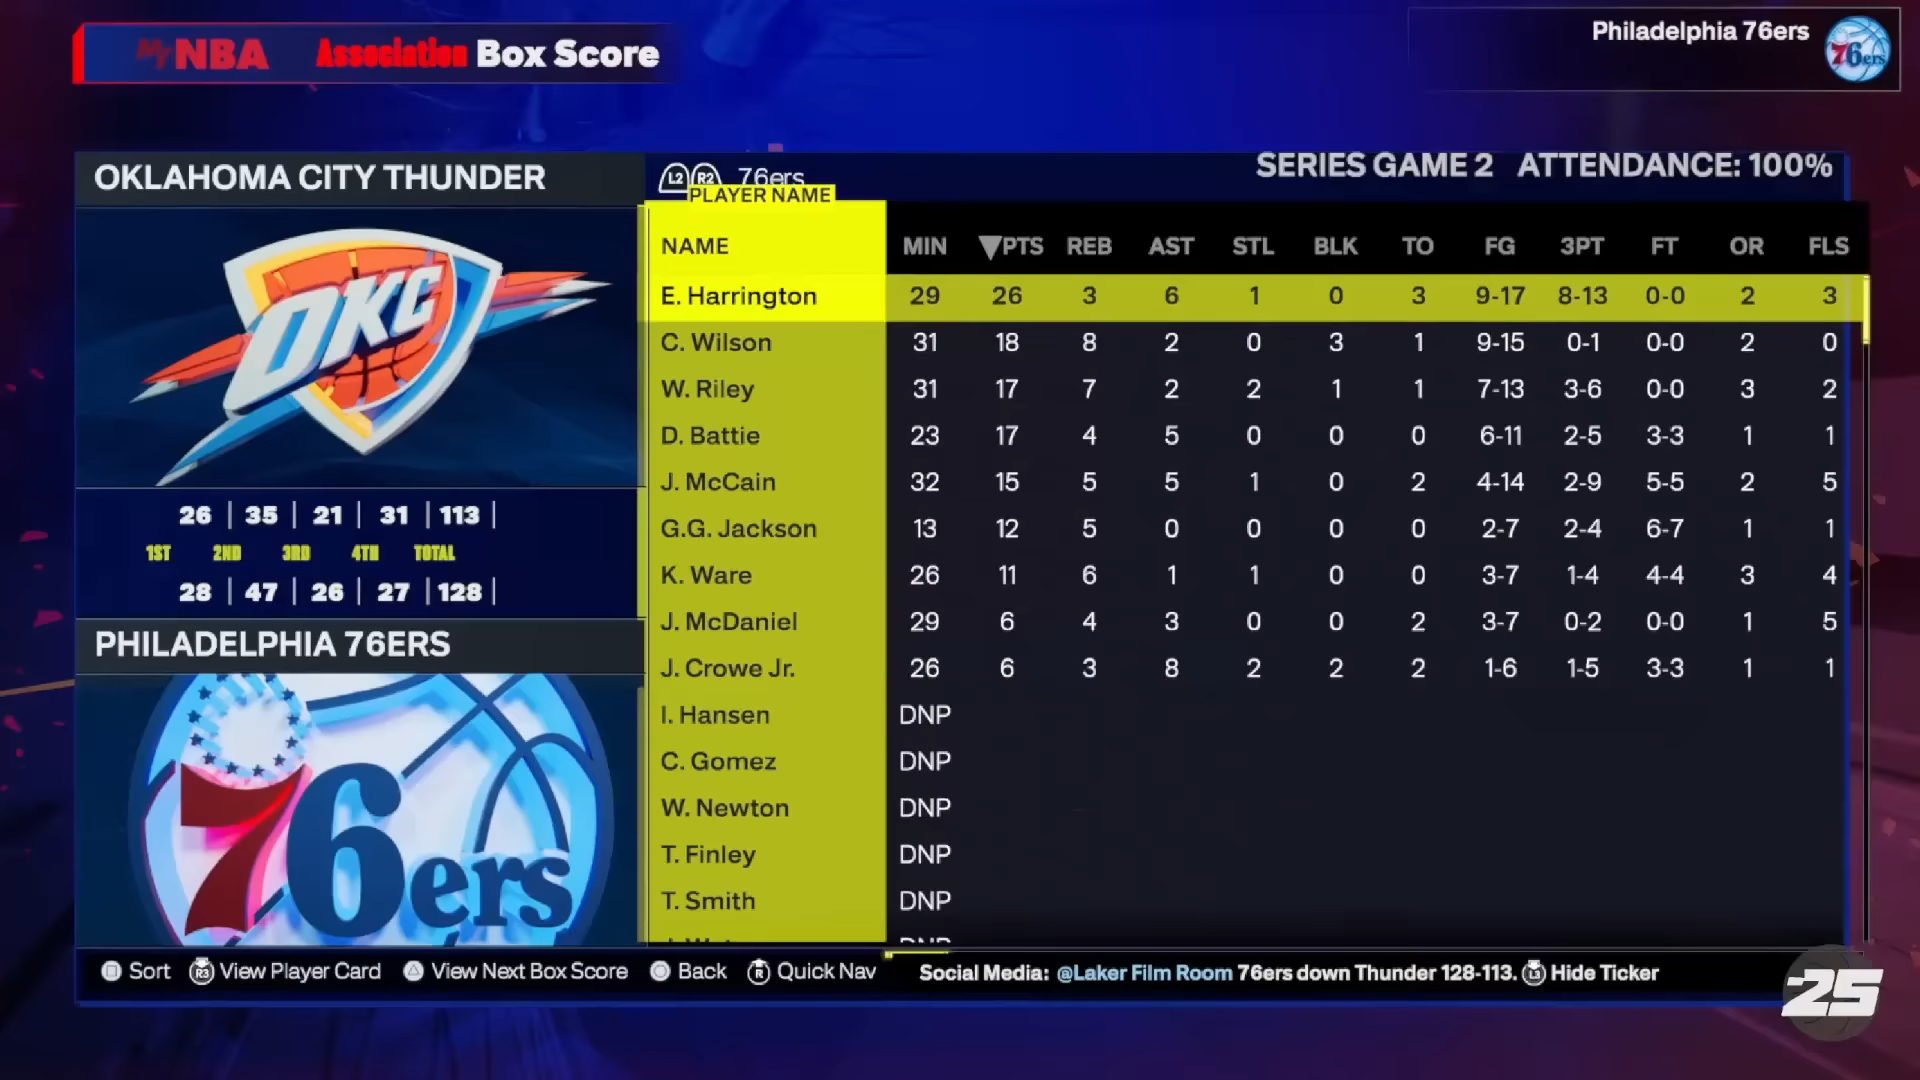 My NBA Association Box Score
Philadelphia 76ers
76ers
OKLAHOMA CITY THUNDER
OKC
26 | 35 | 21 | 31 | 113 |
1ST 2ND 3RD 4TH TOTAL
28 | 47 | 26 | 27 | 128 |
PHILADELPHIA 76ERS
76ers
L2 R2 76ers
SERIES GAME 2 ATTENDANCE: 100%
PLAYER NAME
NAME MIN ▼PTS REB AST STL BLK TO FG 3PT FT OR FLS
E. Harrington 29 26 3 6 1 0 3 9-17 8-13 0-0 2 3
C. Wilson 31 18 8 2 0 3 1 9-15 0-1 0-0 2 0
W. Riley 31 17 7 2 2 1 1 7-13 3-6 0-0 3 2
D. Battie 23 17 4 5 0 0 0 6-11 2-5 3-3 1 1
J. McCain 32 15 5 5 1 0 2 4-14 2-9 5-5 2 5
G.G. Jackson 13 12 5 0 0 0 0 2-7 2-4 6-7 1 1
K. Ware 26 11 6 1 1 0 0 3-7 1-4 4-4 3 4
J. McDaniel 29 6 4 3 0 0 2 3-7 0-2 0-0 1 5
J. Crowe Jr. 26 6 3 8 2 2 2 1-6 1-5 3-3 1 1
I. Hansen DNP
C. Gomez DNP
W. Newton DNP
T. Finley DNP
T. Smith DNP
DNP
Sort R3 View Player Card View Next Box Score Back R Quick Nav
Social Media: @Laker Film Room 76ers down Thunder 128-113. Hide Ticker
25